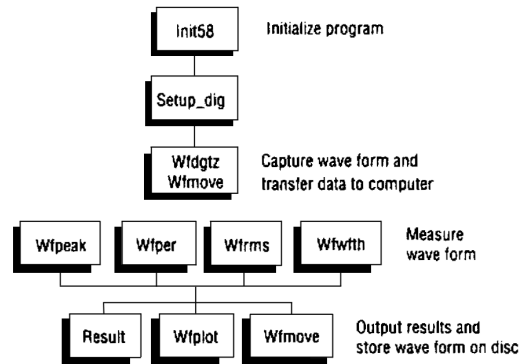 Init58
Initialize program
Setup_dig
Wfdgtz
Wfmove
Capture wave form and
transfer data to computer
Wfpeak
Wfper
Wfrms
Wfwfth
Measure
wave form
Result
Wfplot
Wfmove
Output results and
store wave form on disc